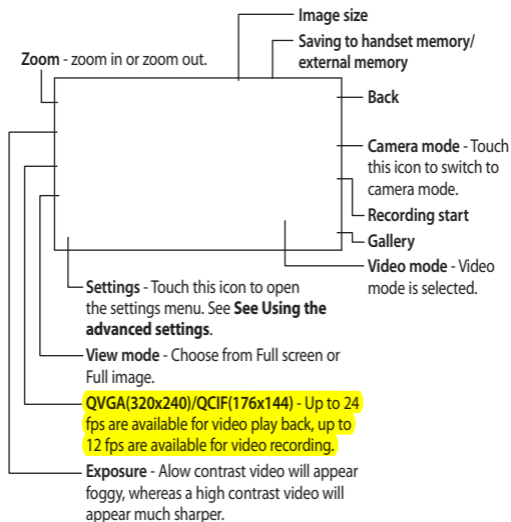 Image size
Saving to handset memory/
external memory
Zoom - zoom in or zoom out.
Back
Camera mode - Touch
this icon to switch to
camera mode.
Recording start
Gallery
Video mode - Video
mode is selected.
Settings - Touch this icon to open
the settings menu. See See Using the
advanced settings.
View mode - Choose from Full screen or
Full image.
QVGA(320x240)/QCIF(176x144) - Up to 24
fps are available for video play back, up to
12 fps are available for video recording.
Exposure - Alow contrast video will appear
foggy, whereas a high contrast video will
appear much sharper.